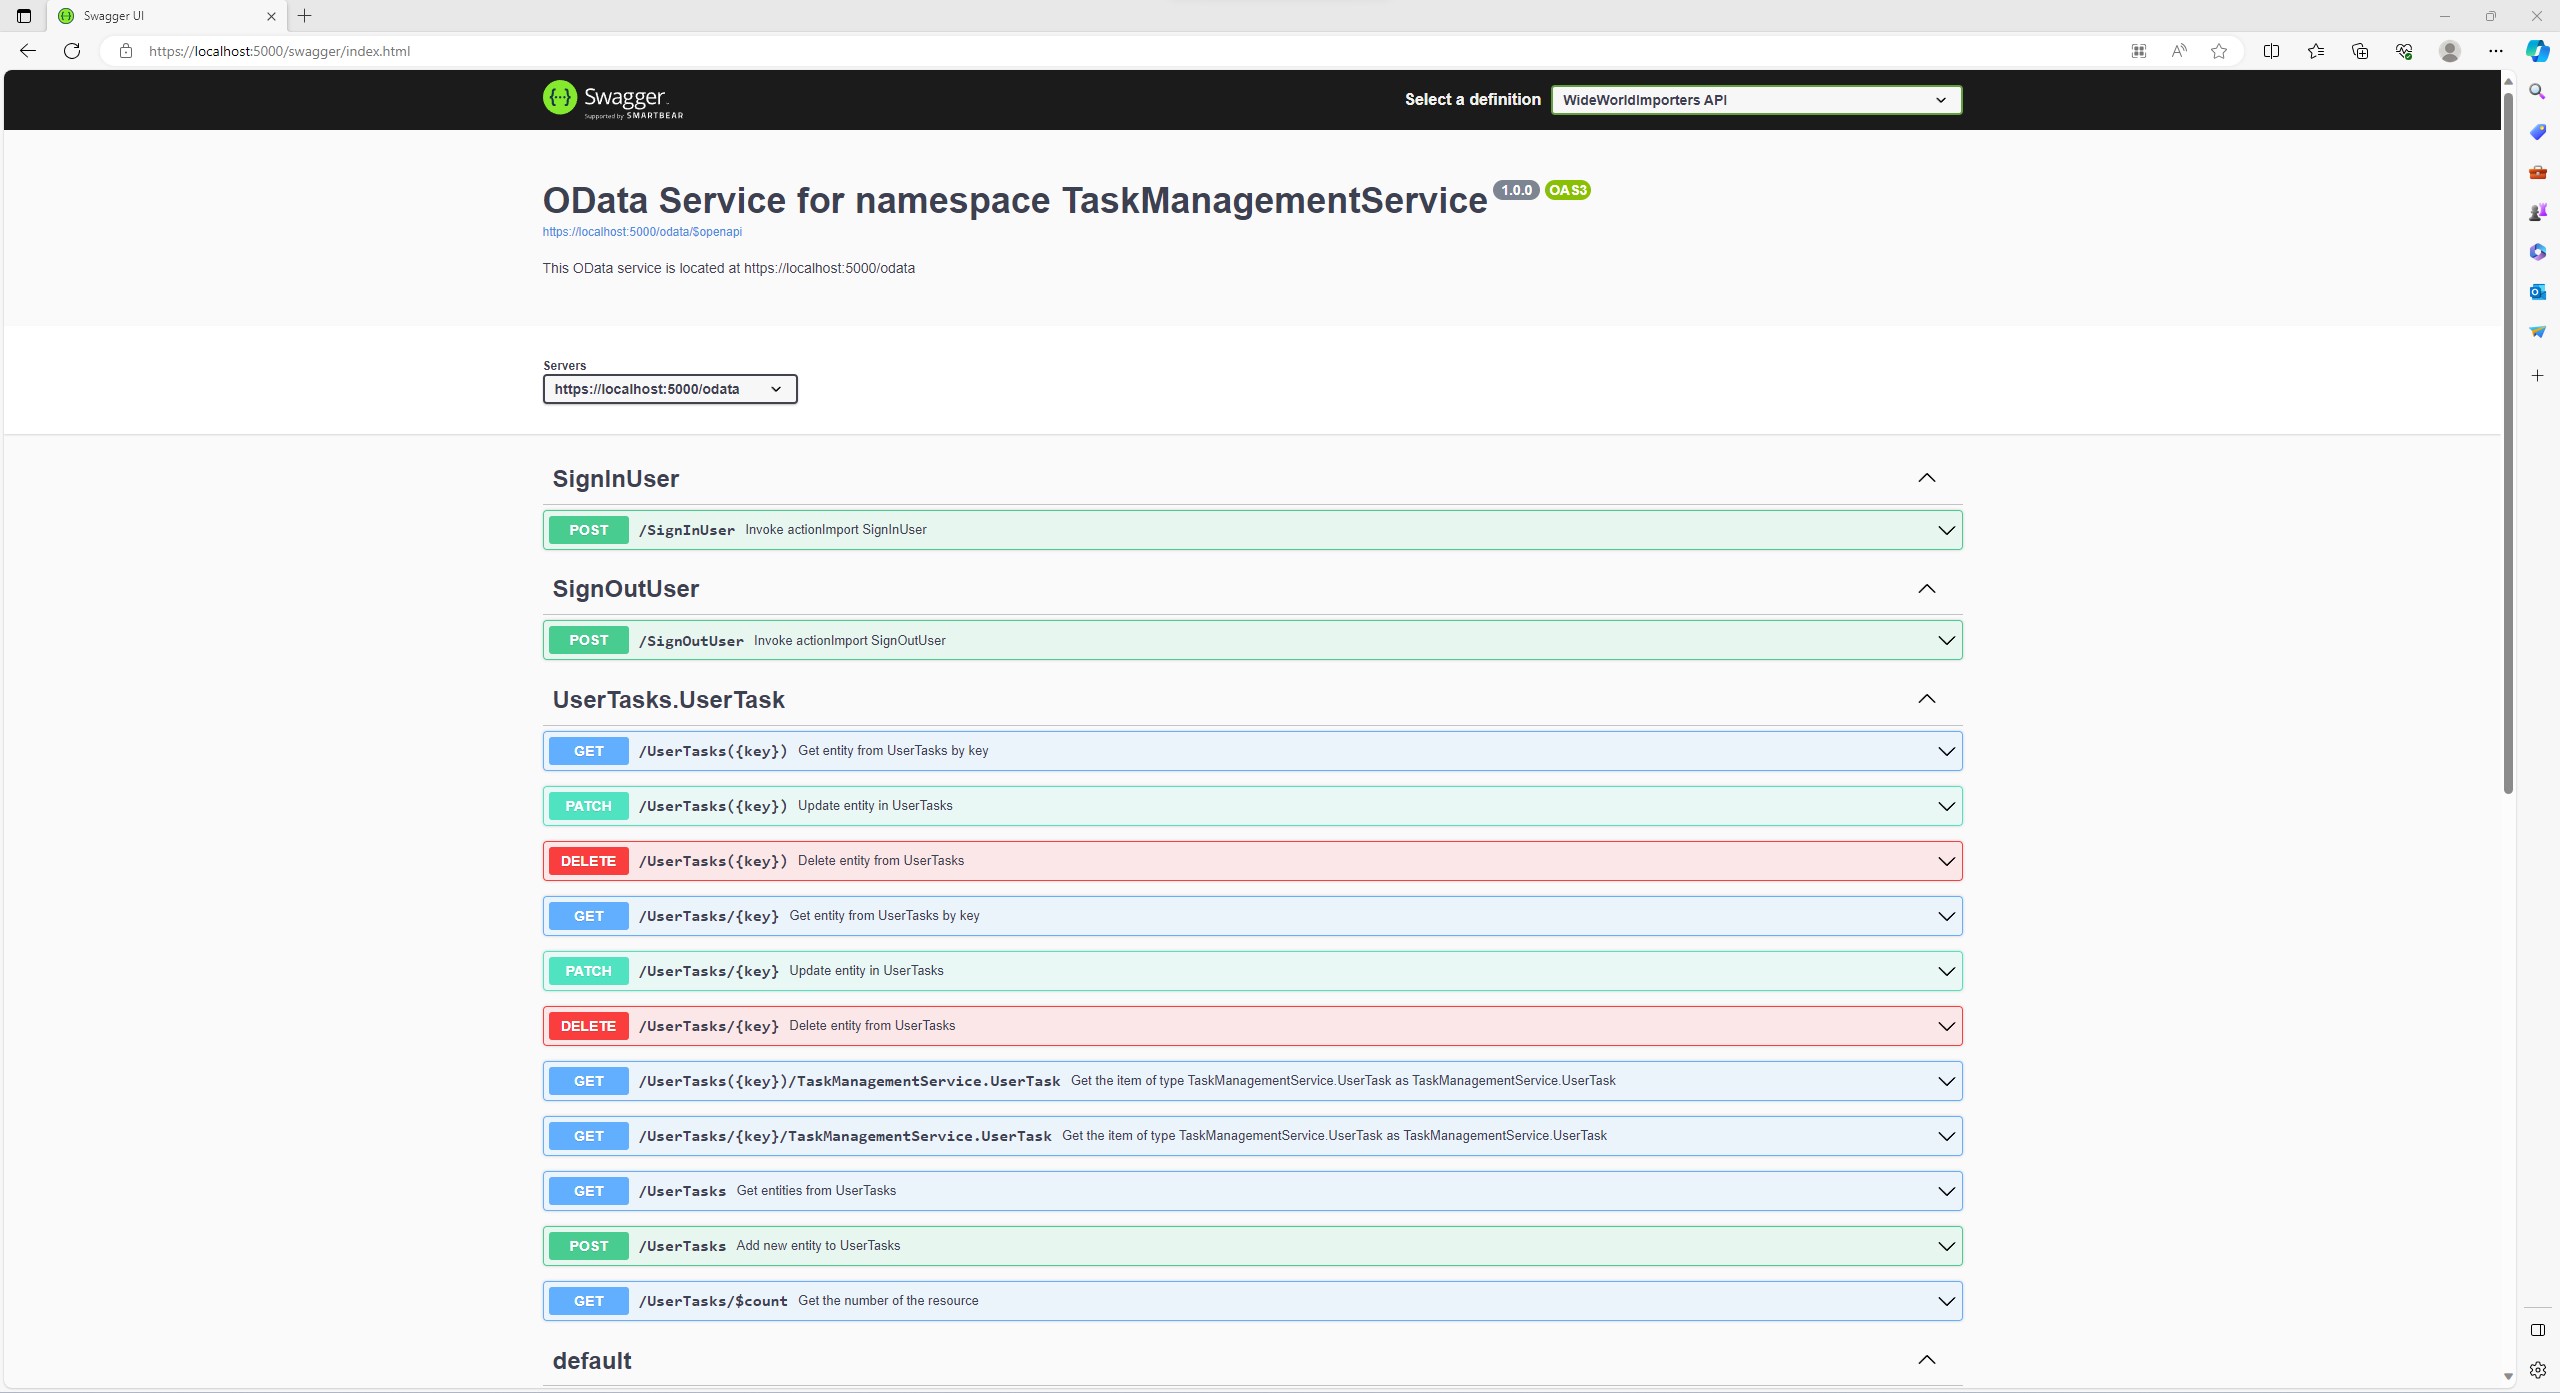 Swagger UI
https://localhost:5000/swagger/index.html
Swagger
Supported by SMARTBEAR
Select a definition
WideWorldImporters API
OData Service for namespace TaskManagementService 1.0.0 OAS3
https://localhost:5000/odata/$openapi
This OData service is located at https://localhost:5000/odata
Servers
https://localhost:5000/odata
SignInUser
POST /SignInUser Invoke actionImport SignInUser
SignOutUser
POST /SignOutUser Invoke actionImport SignOutUser
UserTasks.UserTask
GET /UserTasks({key}) Get entity from UserTasks by key
PATCH /UserTasks({key}) Update entity in UserTasks
DELETE /UserTasks({key}) Delete entity from UserTasks
GET /UserTasks/{key} Get entity from UserTasks by key
PATCH /UserTasks/{key} Update entity in UserTasks
DELETE /UserTasks/{key} Delete entity from UserTasks
GET /UserTasks({key})/TaskManagementService.UserTask Get the item of type TaskManagementService.UserTask as TaskManagementService.UserTask
GET /UserTasks/{key}/TaskManagementService.UserTask Get the item of type TaskManagementService.UserTask as TaskManagementService.UserTask
GET /UserTasks Get entities from UserTasks
POST /UserTasks Add new entity to UserTasks
GET /UserTasks/$count Get the number of the resource
default